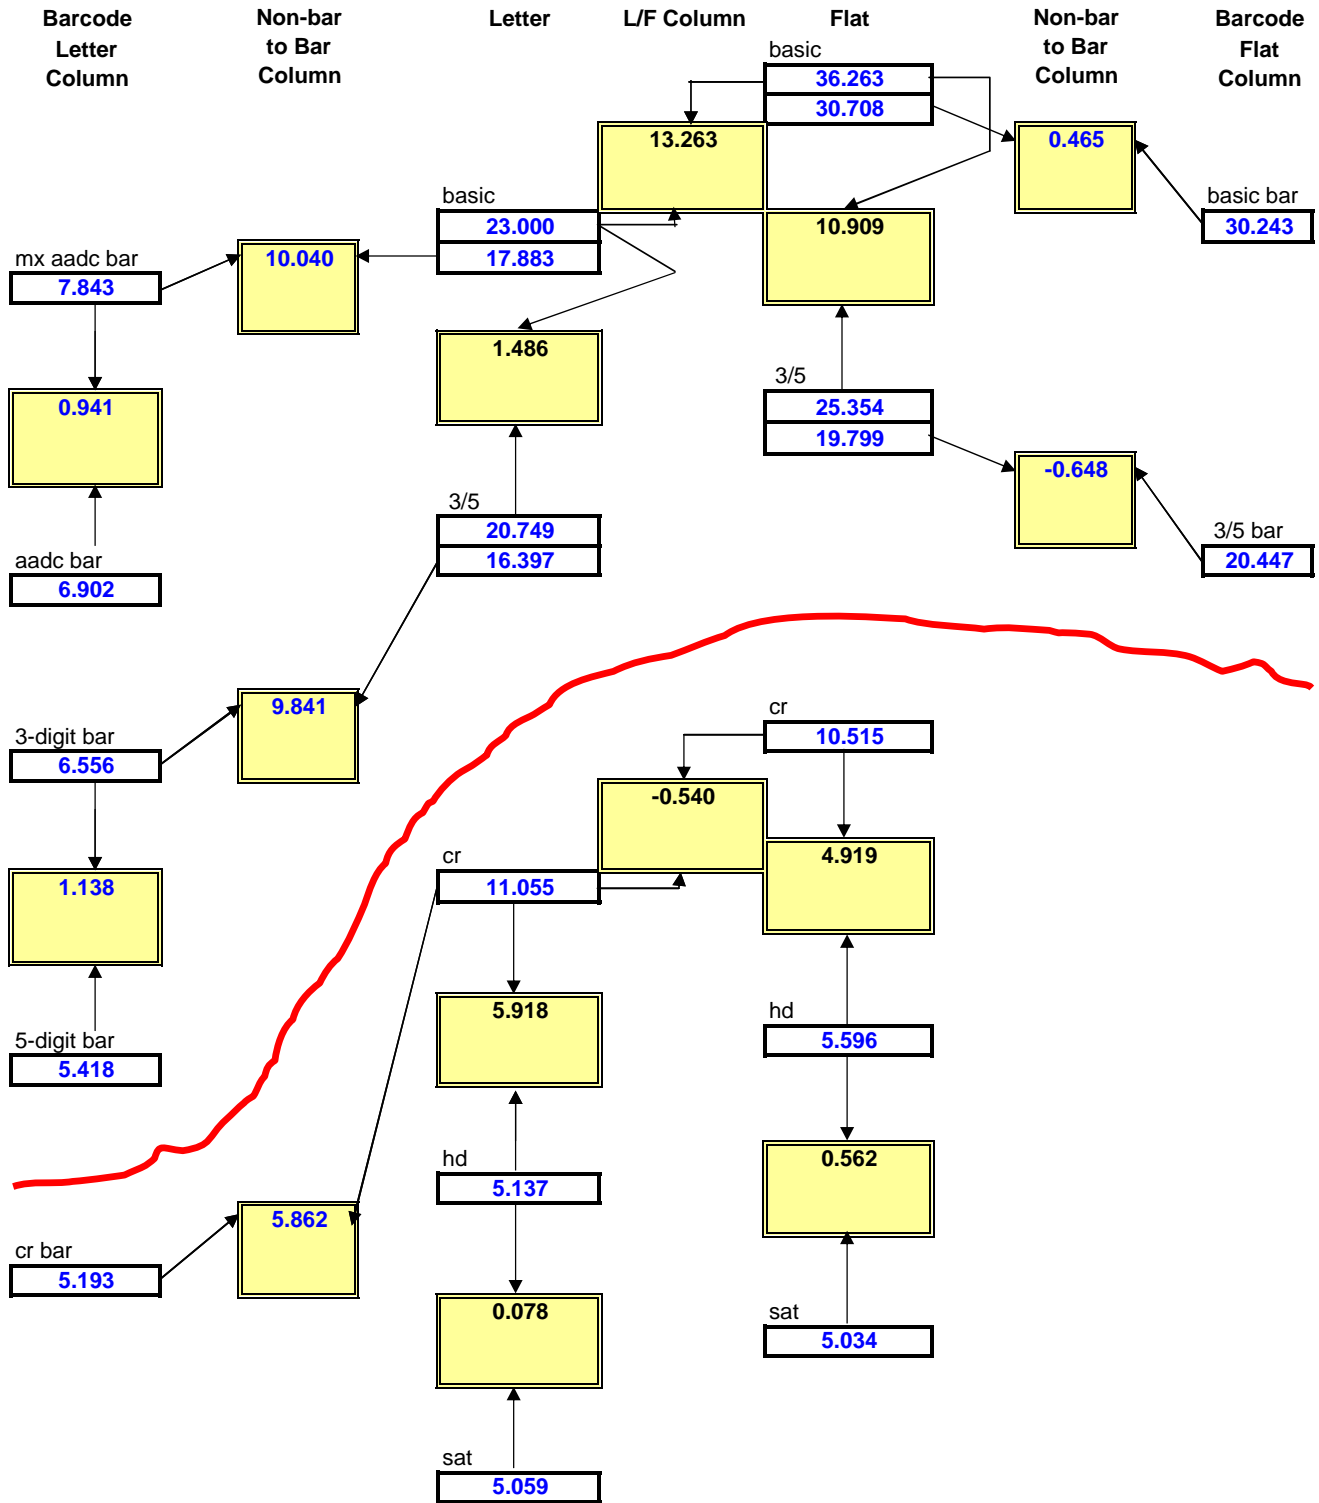 Barcode Letter Column
Non-bar to Bar Column
Letter
L/F Column
Flat
Non-bar to Bar Column
Barcode Flat Column
basic
36.263
30.708
13.263
0.465
basic
basic bar
23.000
10.909
30.243
17.883
10.040
mx aadc bar
7.843
1.486
3/5
0.941
25.354
19.799
-0.648
3/5
20.749
3/5 bar
16.397
20.447
aadc bar
6.902
9.841
cr
3-digit bar
10.515
6.556
-0.540
cr
4.919
1.138
11.055
5.918
hd
5-digit bar
5.596
5.418
hd
0.562
5.137
5.862
cr bar
5.193
0.078
sat
5.034
sat
5.059